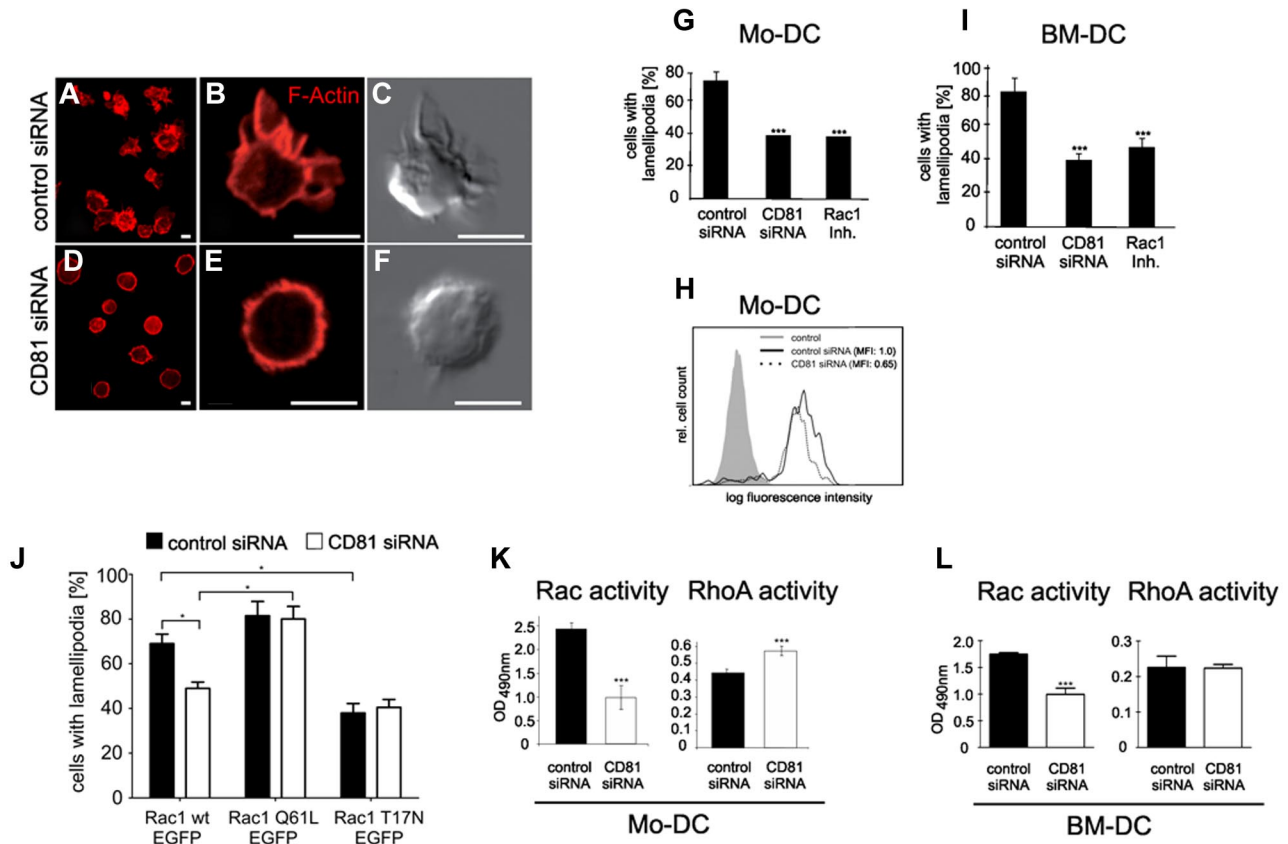 A
B
F-Actin
C
control siRNA
D
E
F
CD81 siRNA
G
Mo-DC
cells with
lamellipodia [%]
80
60
40
20
0
***
***
control
siRNA
CD81
siRNA
Rac1
Inh.
I
BM-DC
cells with
lamellipodia [%]
100
80
60
40
20
0
***
***
control
siRNA
CD81
siRNA
Rac1
Inh.
H
Mo-DC
control
control siRNA (MFI: 1.0)
CD81 siRNA (MFI: 0.65)
rel. cell count
log fluorescence intensity
J
control siRNA
CD81 siRNA
cells with lamellipodia [%]
100
80
60
40
20
0
*
*
*
Rac1 wt
EGFP
Rac1 Q61L
EGFP
Rac1 T17N
EGFP
K
Rac activity
RhoA activity
OD490nm
2.5
2.0
1.5
1.0
0.5
0
***
control
siRNA
CD81
siRNA
0.6
0.5
0.4
0.3
0.2
0.1
0
***
control
siRNA
CD81
siRNA
Mo-DC
L
Rac activity
RhoA activity
OD490nm
2.0
1.5
1.0
0.5
0
***
control
siRNA
CD81
siRNA
0.3
0.2
0.1
0
control
siRNA
CD81
siRNA
BM-DC